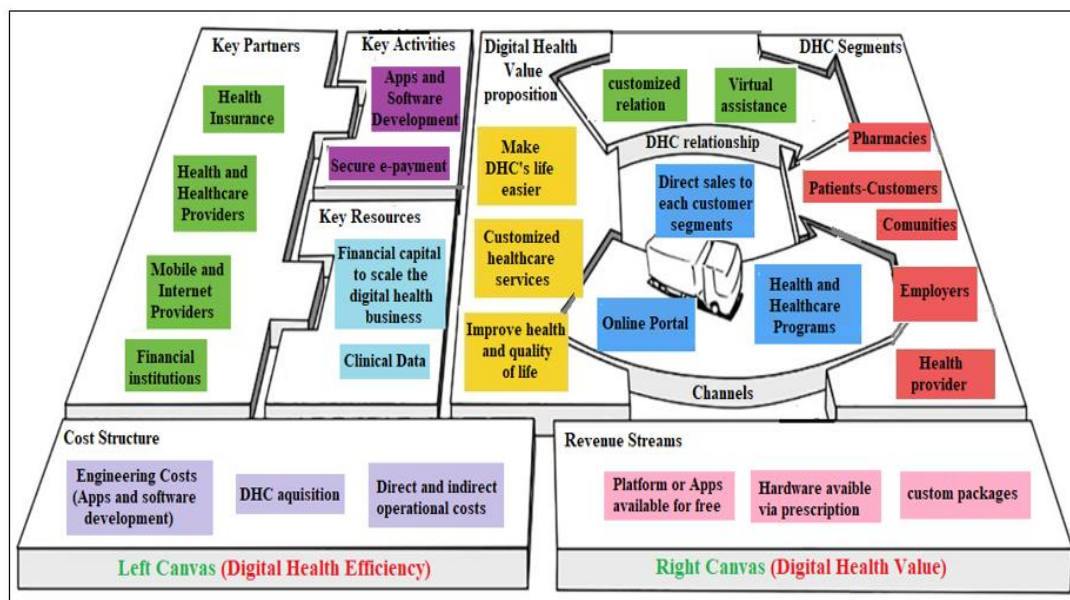 Key Partners
Health
Insurance
Health and
Healthcare
Providers
Mobile and
Internet
Providers
Financial
institutions
Key Activities
Apps and
Software
Development
Secure e-payment
Key Resources
Financial capital
to scale the
digital health
business
Clinical Data
Digital Health
Value
proposition
Make
DHC's life
easier
Customized
healthcare
services
Improve health
and quality
of life
customized
relation
Virtual
assistance
DHC relationship
Direct sales to
each customer
segments
Online Portal
Health and
Healthcare
Programs
Channels
DHC Segments
Pharmacies
Patients-Customers
Comunities
Employers
Health
provider
Cost Structure
Engineering Costs
(Apps and software
development)
DHC aquisition
Direct and indirect
operational costs
Revenue Streams
Platform or Apps
available for free
Hardware avaible
via prescription
custom packages
Left Canvas (Digital Health Efficiency)
Right Canvas (Digital Health Value)